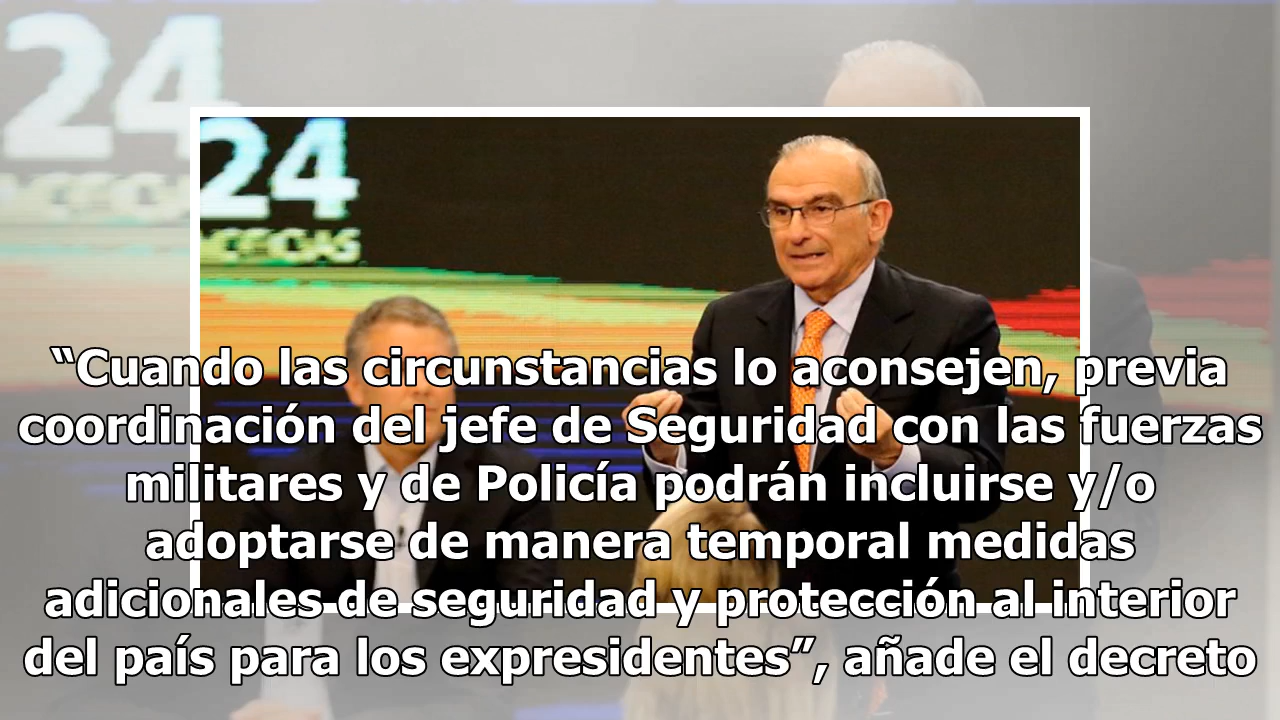 24
24
“Cuando las circunstancias lo aconsejen, previa
coordinación del jefe de Seguridad con las fuerzas
militares y de Policía podrán incluirse y/o
adoptarse de manera temporal medidas
adicionales de seguridad y protección al interior
del país para los expresidentes”, añade el decreto